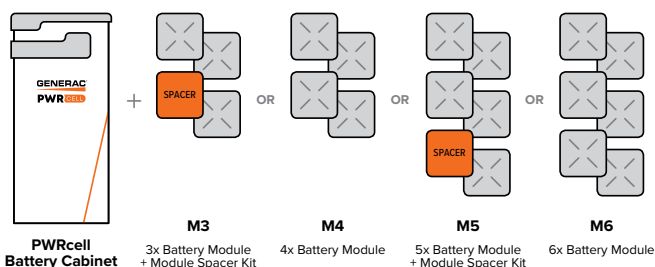 GENERAC
PWRCELL
+
SPACER
OR
OR
SPACER
OR
PWRcell
Battery Cabinet
M3
3x Battery Module
+ Module Spacer Kit
M4
4x Battery Module
M5
5x Battery Module
+ Module Spacer Kit
M6
6x Battery Module